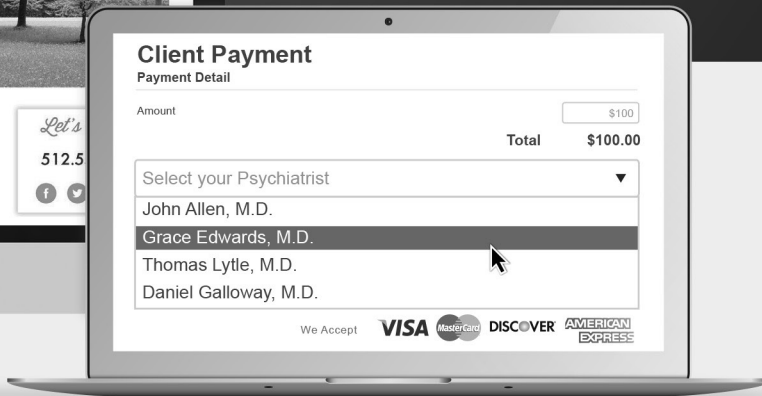 Client Payment
Payment Detail
Amount
$100
Total $100.00
Select your Psychiatrist
John Allen, M.D.
Grace Edwards, M.D.
Thomas Lytle, M.D.
Daniel Galloway, M.D.
We Accept VISA MasterCard DISCOVER AMERICAN EXPRESS
Let's
512.5